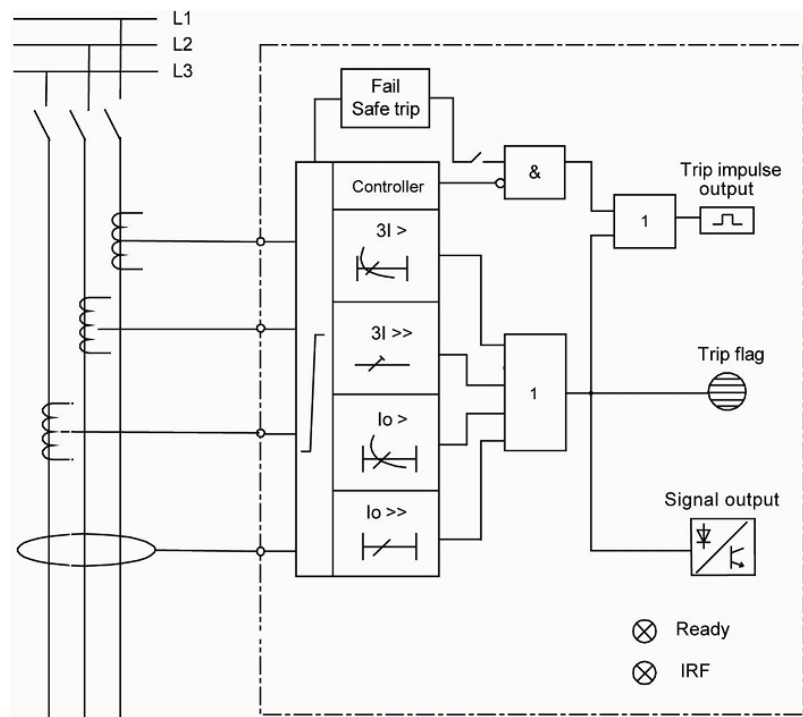 L1
L2
L3
Fail
Safe trip
Controller
&
Trip impulse
output
1
3I >
3I >>
Trip flag
1
Io >
Signal output
Io >>
Ready
IRF